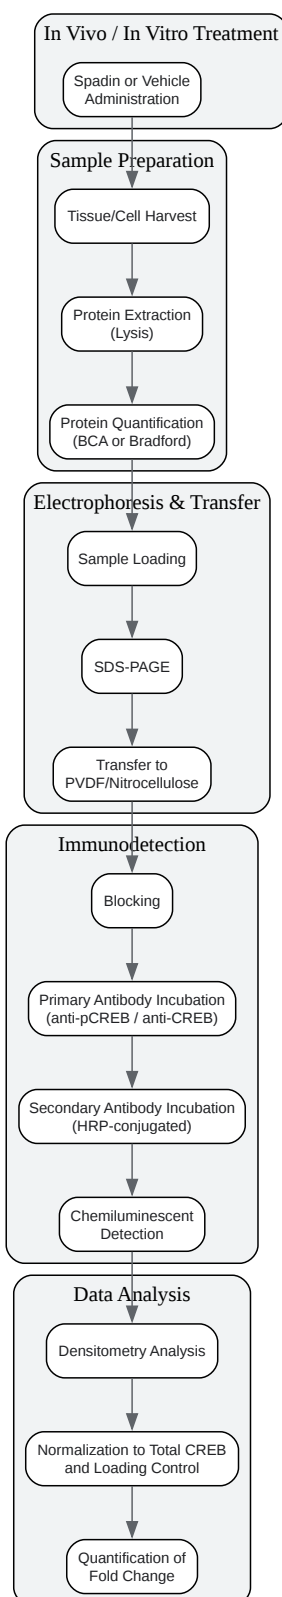 In Vivo / In Vitro Treatment
Spadin or Vehicle
Administration
Sample Preparation
Tissue/Cell Harvest
Protein Extraction
(Lysis)
Protein Quantification
(BCA or Bradford)
Electrophoresis & Transfer
Sample Loading
SDS-PAGE
Transfer to
PVDF/Nitrocellulose
Immunodetection
Blocking
Primary Antibody Incubation
(anti-pCREB / anti-CREB)
Secondary Antibody Incubation
(HRP-conjugated)
Chemiluminescent
Detection
Data Analysis
Densitometry Analysis
Normalization to Total CREB
and Loading Control
Quantification of
Fold Change